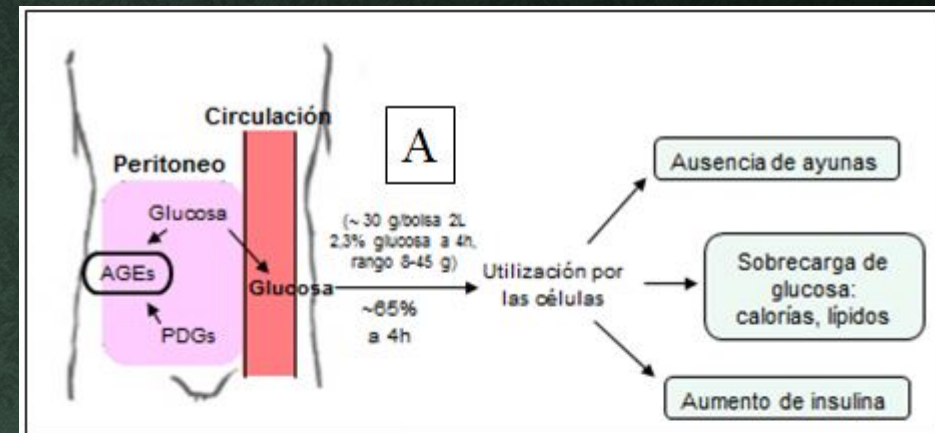 Circulación
A
Peritoneo
Glucosa
AGEs
Glucosa
PDGs
(~ 30 g/bolsa 2L
2,3% glucosa a 4h,
rango 8-45 g)
~65%
a 4h
Utilización por
las células
Ausencia de ayunas
Sobrecarga de
glucosa:
calorías, lípidos
Aumento de insulina